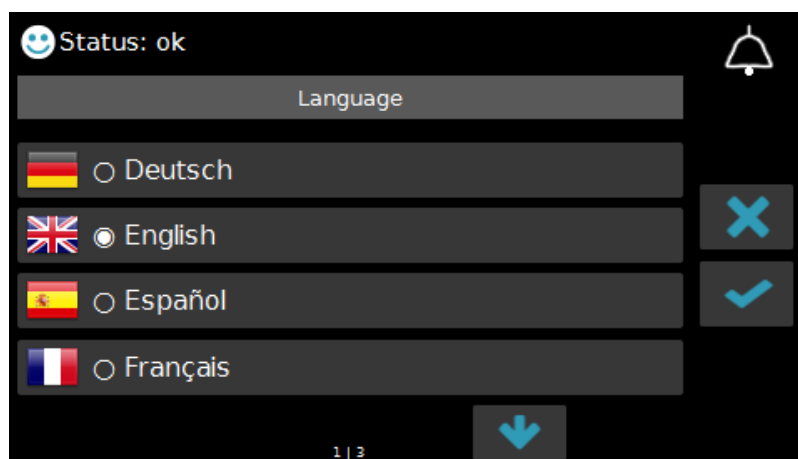 Status: ok
Language
Deutsch
English
Español
Français
1 | 3